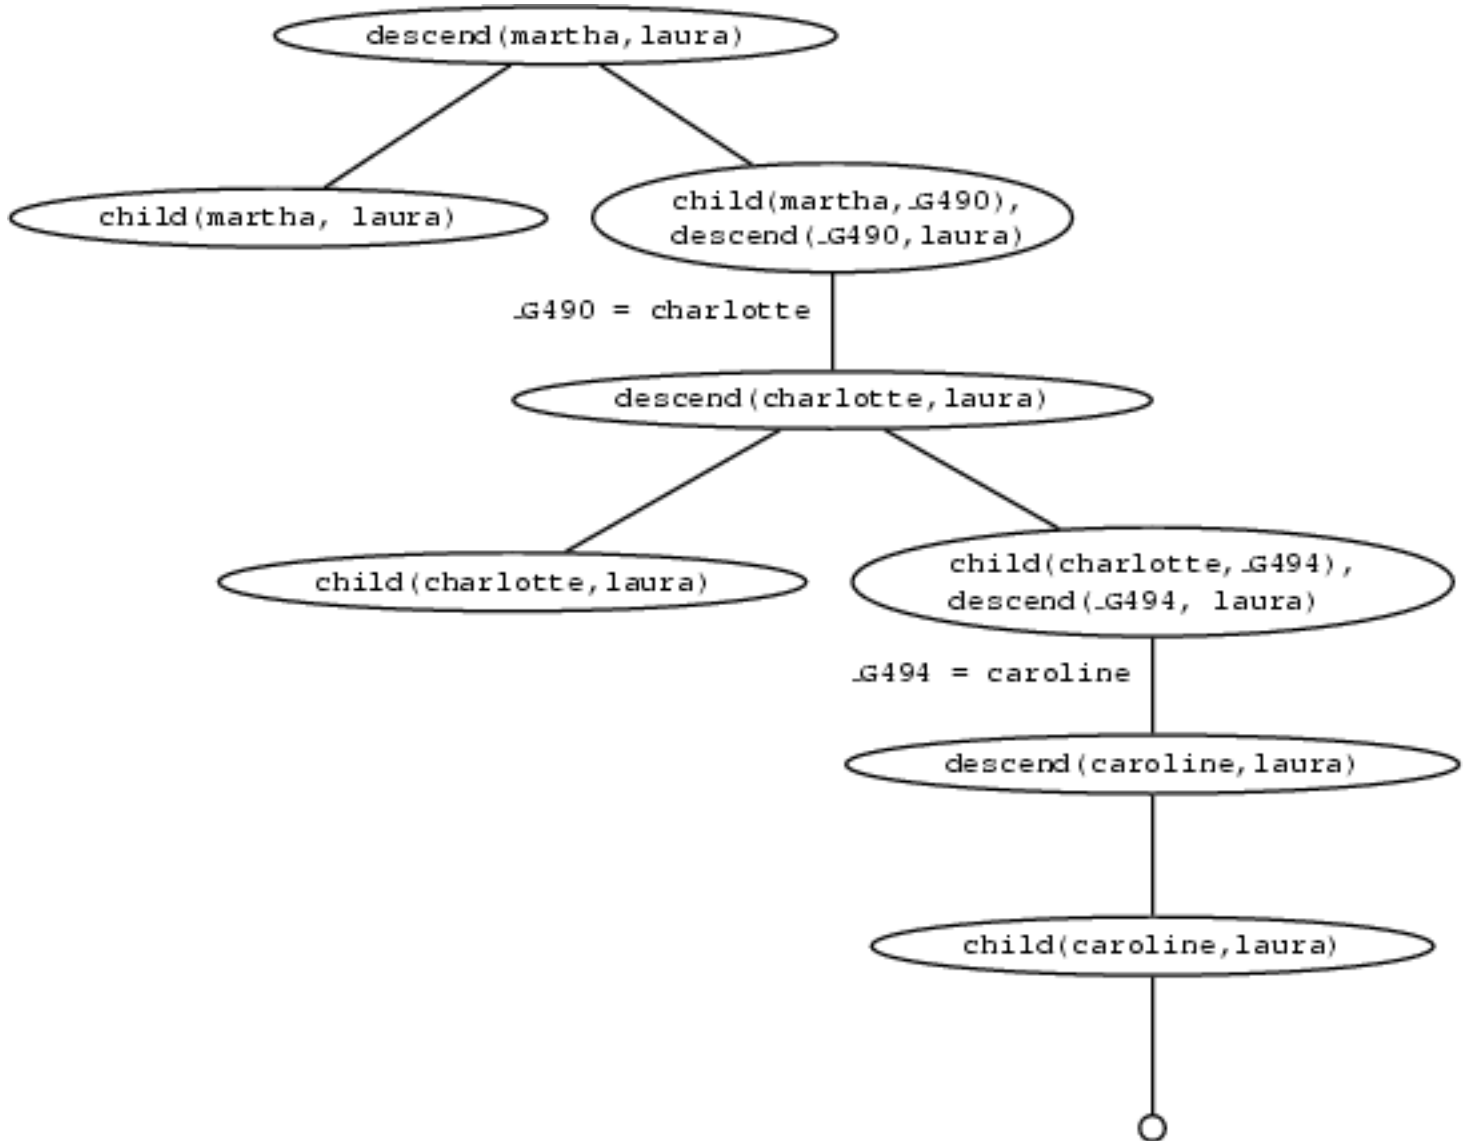 descend(martha,laura)
child(martha, laura)
child(martha,_G490),
descend(_G490,laura)
_G490 = charlotte
descend(charlotte,laura)
child(charlotte,laura)
child(charlotte,_G494),
descend(_G494, laura)
_G494 = caroline
descend(caroline,laura)
child(caroline,laura)